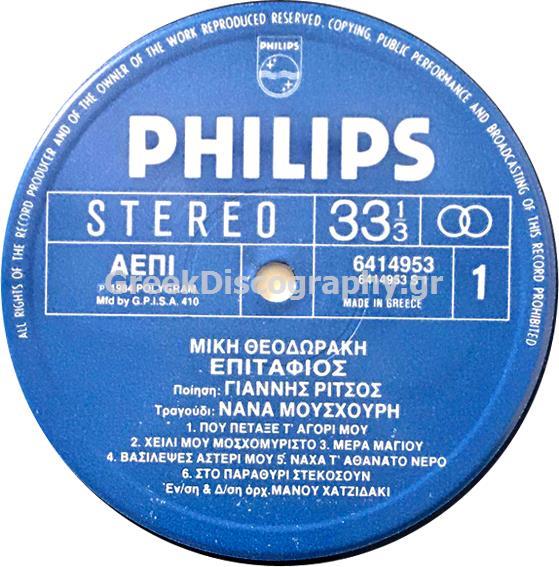 ALL RIGHTS OF THE RECORD PRODUCER AND OF THE OWNER OF THE WORK REPRODUCED RESERVED. COPYING, PUBLIC PERFORMANCE AND BROADCASTING OF THIS RECORD PROHIBITED
PHILIPS
PHILIPS
STEREO 33 1/3
ΑΕΠΙ 6414953 1
P 1984 POLYGRAM 6414953 S
Mfd by G.P.I.S.A. 410 MADE IN GREECE
GreekDiscography.gr
ΜΙΚΗ ΘΕΟΔΩΡΑΚΗ
ΕΠΙΤΑΦΙΟΣ
Ποίηση: ΓΙΑΝΝΗΣ ΡΙΤΣΟΣ
Τραγούδι: ΝΑΝΑ ΜΟΥΣΧΟΥΡΗ
1. ΠΟΥ ΠΕΤΑΞΕ Τ' ΑΓΟΡΙ ΜΟΥ
2. ΧΕΙΛΙ ΜΟΥ ΜΟΣΧΟΜΥΡΙΣΤΟ 3. ΜΕΡΑ ΜΑΓΙΟΥ
4. ΒΑΣΙΛΕΨΕΣ ΑΣΤΕΡΙ ΜΟΥ 5. ΝΑΧΑ Τ' ΑΘΑΝΑΤΟ ΝΕΡΟ
6. ΣΤΟ ΠΑΡΑΘΥΡΙ ΣΤΕΚΟΣΟΥΝ
Εν/ση & Δ/ση όρχ. ΜΑΝΟΥ ΧΑΤΖΙΔΑΚΙ